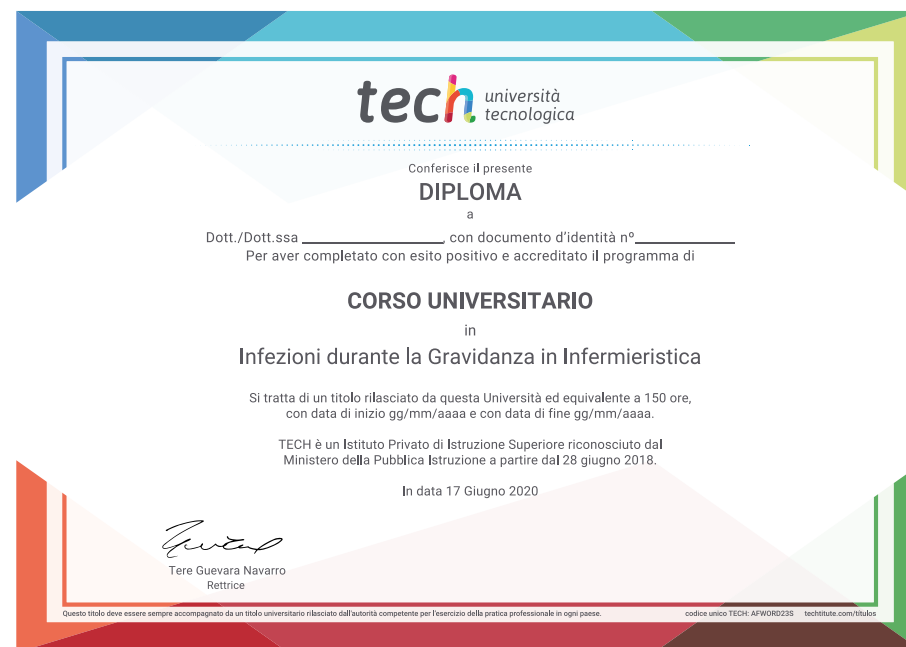 tech università
tecnologica
Conferisce il presente
DIPLOMA
a
Dott./Dott.ssa _________________, con documento d'identità nº____________
Per aver completato con esito positivo e accreditato il programma di
CORSO UNIVERSITARIO
in
Infezioni durante la Gravidanza in Infermieristica
Si tratta di un titolo rilasciato da questa Università ed equivalente a 150 ore,
con data di inizio gg/mm/aaaa e con data di fine gg/mm/aaaa.
TECH è un Istituto Privato di Istruzione Superiore riconosciuto dal
Ministero della Pubblica Istruzione a partire dal 28 giugno 2018.
In data 17 Giugno 2020
Tere Guevara Navarro
Rettrice
Questo titolo deve essere sempre accompagnato da un titolo universitario rilasciato dall'autorità competente per l'esercizio della pratica professionale in ogni paese. codice unico TECH: AFWORD23S techtitute.com/titulos